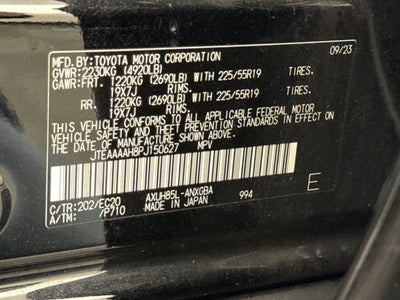 MFD. BY: TOYOTA MOTOR CORPORATION 09/23
GVWR: 2230KG (4920LB)
GAWR: FRT. 1220KG (2690LB) WITH 225/55R19 TIRES.
19X7J RIMS.
RR. 1220KG (2690LB) WITH 225/55R19 TIRES.
19X7J RIMS.
THIS VEHICLE CONFORMS TO ALL APPLICABLE FEDERAL MOTOR
VEHICLE SAFETY, BUMPER, AND THEFT PREVENTION STANDARDS IN EFFECT
ON THE DATE OF MANUFACTURE SHOWN ABOVE.
JTEAAAAH8PJ150627 MPV
C/TR: 202/EC20 AXUH85L-ANXGBA 994 E
A/TM: /P710 MADE IN JAPAN